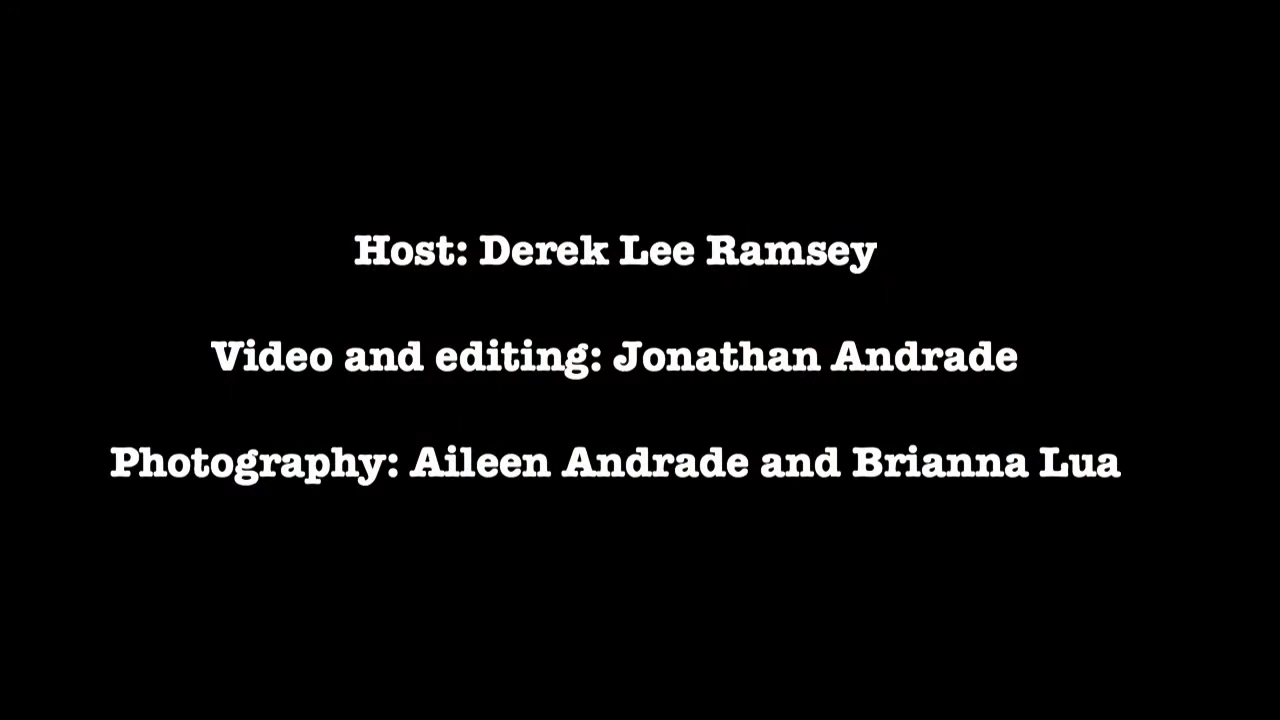 Host: Derek Lee Ramsey
Video and editing: Jonathan Andrade
Photography: Aileen Andrade and Brianna Lua